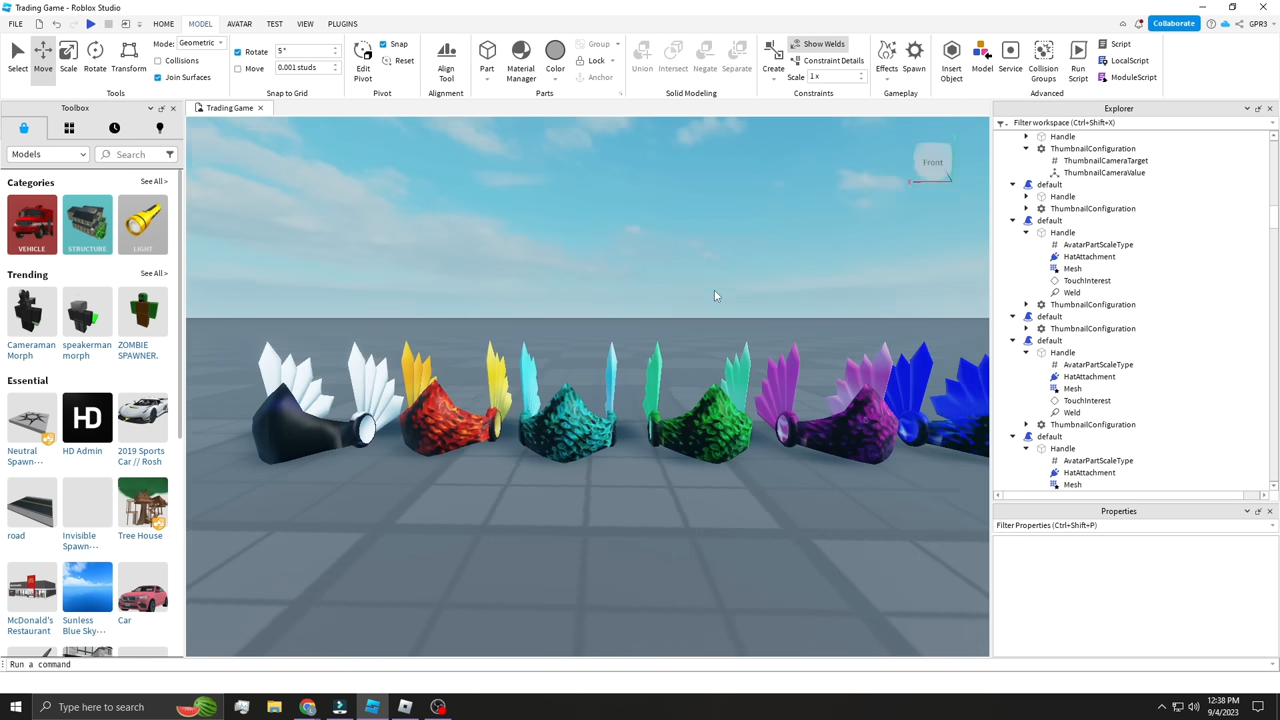 Trading Game - Roblox Studio
FILE HOME MODEL AVATAR TEST VIEW PLUGINS
Collaborate
GPR3
Select
Move
Scale
Rotate
Transform
Mode: Geometric
Collisions
Join Surfaces
Tools
Rotate 5 °
Move 0.001 studs
Snap to Grid
Edit
Pivot
Snap
Reset
Pivot
Align
Tool
Alignment
Part
Material
Manager
Color
Group
Lock
Anchor
Parts
Union
Intersect
Negate
Separate
Solid Modeling
Create
Show Welds
Constraint Details
Scale 1 x
Constraints
Effects
Spawn
Gameplay
Insert
Object
Model
Service
Collision
Groups
Run
Script
Script
LocalScript
ModuleScript
Advanced
Toolbox
Models
Search
Categories
See All >
VEHICLE
STRUCTURE
LIGHT
Trending
See All >
Cameraman
Morph
speakerman
morph
ZOMBIE
SPAWNER.
Essential
See All >
Neutral
Spawn···
HD
HD Admin
2019 Sports
Car // Rosh
road
Invisible
Spawn···
Tree House
McDonald's
Restaurant
Sunless
Blue Sky···
Car
Trading Game
Front
Explorer
Filter workspace (Ctrl+Shift+X)
Handle
ThumbnailConfiguration
ThumbnailCameraTarget
ThumbnailCameraValue
default
Handle
ThumbnailConfiguration
default
Handle
AvatarPartScaleType
HatAttachment
Mesh
TouchInterest
Weld
ThumbnailConfiguration
default
ThumbnailConfiguration
default
Handle
AvatarPartScaleType
HatAttachment
Mesh
TouchInterest
Weld
ThumbnailConfiguration
default
Handle
AvatarPartScaleType
HatAttachment
Mesh
Properties
Filter Properties (Ctrl+Shift+P)
Run a command
Type here to search
12:38 PM
9/4/2023